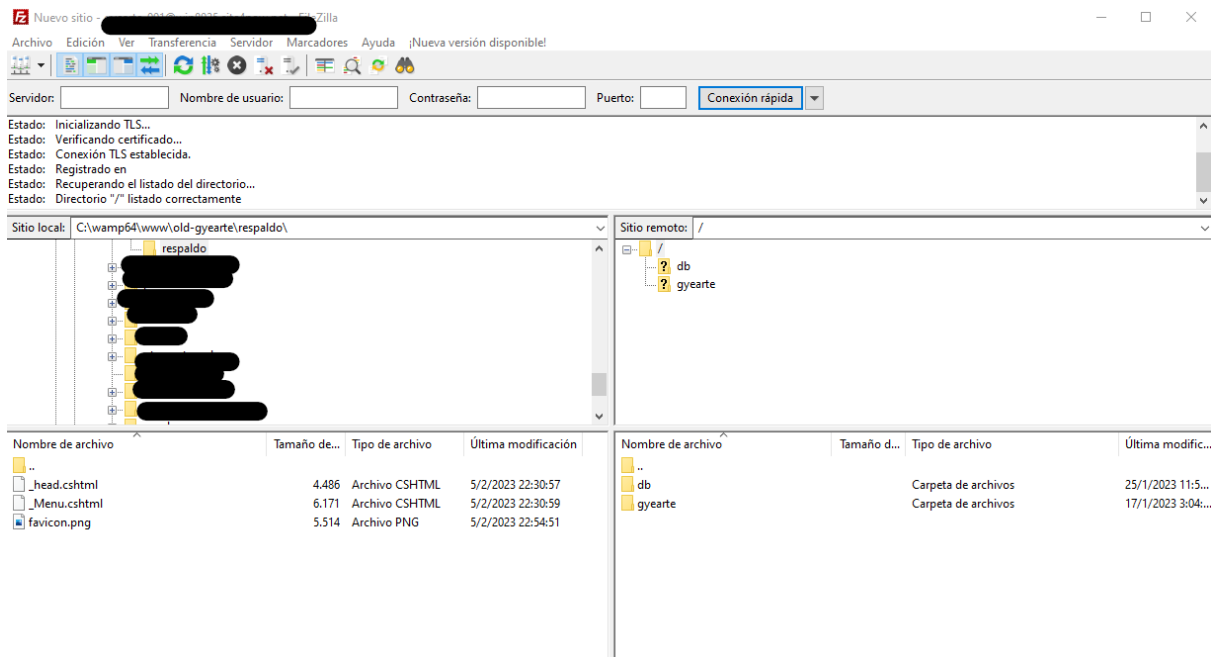 Nuevo sitio - FileZilla
Archivo Edición Ver Transferencia Servidor Marcadores Ayuda ¡Nueva versión disponible!
Servidor: Nombre de usuario: Contraseña: Puerto: Conexión rápida
Estado: Inicializando TLS...
Estado: Verificando certificado...
Estado: Conexión TLS establecida.
Estado: Registrado en
Estado: Recuperando el listado del directorio...
Estado: Directorio "/" listado correctamente
Sitio local: C:\wamp64\www\old-gyearte\respaldo\
respaldo
Sitio remoto: /
/
db
gyearte
Nombre de archivo Tamaño de... Tipo de archivo Última modificación
..
_head.cshtml 4.486 Archivo CSHTML 5/2/2023 22:30:57
_Menu.cshtml 6.171 Archivo CSHTML 5/2/2023 22:30:59
favicon.png 5.514 Archivo PNG 5/2/2023 22:54:51
Nombre de archivo Tamaño d... Tipo de archivo Última modific...
..
db Carpeta de archivos 25/1/2023 11:5...
gyearte Carpeta de archivos 17/1/2023 3:04:...